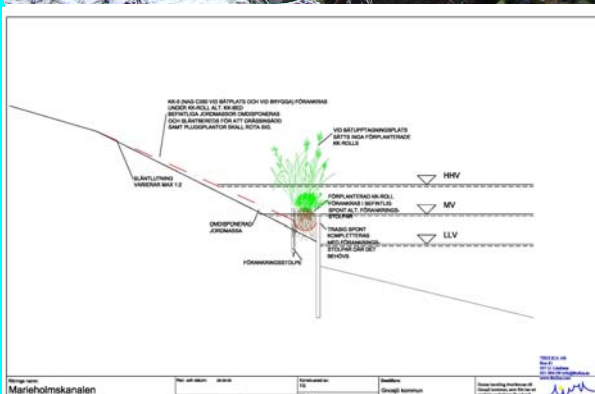 KK-R (NAG C350 VID BÅTPLATS OCH VID BRYGGA) FÖRANKRAS
UNDER KK-ROLL ALT. KK-BED
BEFINTLIGA JORDMASSOR OMDISPONERAS
OCH SLÄNTBEREDS FÖR ATT GRÄSSINSÅDD
SAMT PLUGGPLANTOR SKALL ROTA SIG.
VID BÅTUPPTAGNINGSPLATS
SÄTTS INGA FÖRPLANTERADE
KK-ROLLS
SLÄNTLUTNING
VARIERAR MAX 1:2
HHV
FÖRPLANTERAD KK-ROLL
FÖRANKRAS I BEFINTLIG
SPONT ALT. FÖRANKRINGS-
STOLPAR
MV
OMDISPONERAD
JORDMASSA
TRASIG SPONT
KOMPLETTERAS
MED FÖRANKRINGS-
STOLPAR DÄR DET
BEHÖVS
LLV
FÖRANKRINGSSTOLPE
Marieholmskanalen
Gnosjö kommun